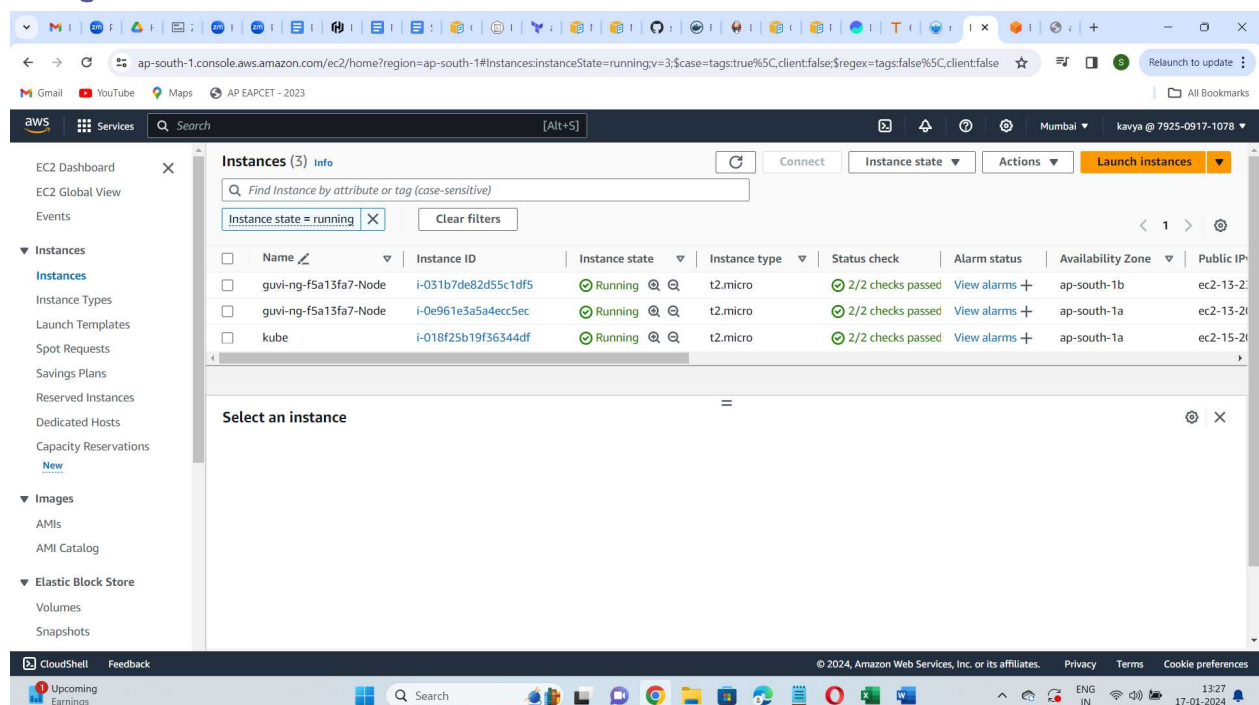 ap-south-1.console.aws.amazon.com/ec2/home?region=ap-south-1#Instances:instanceState=running;v=3;$case=tags:true%5C,client:false;$regex=tags:false%5C,client:false
S
Relaunch to update
Gmail YouTube Maps AP EAPCET - 2023 All Bookmarks
aws Services Search [Alt+S] Mumbai kavya @ 7925-0917-1078
EC2 Dashboard
EC2 Global View
Events
Instances
Instances
Instance Types
Launch Templates
Spot Requests
Savings Plans
Reserved Instances
Dedicated Hosts
Capacity Reservations
New
Images
AMIs
AMI Catalog
Elastic Block Store
Volumes
Snapshots
Instances (3) Info Connect Instance state Actions Launch instances
Find Instance by attribute or tag (case-sensitive)
Instance state = running Clear filters 1
Name Instance ID Instance state Instance type Status check Alarm status Availability Zone Public
guvi-ng-f5a13fa7-Node i-031b7de82d55c1df5 Running t2.micro 2/2 checks passed View alarms ap-south-1b ec2-13-2
guvi-ng-f5a13fa7-Node i-0e961e3a5a4ecc5ec Running t2.micro 2/2 checks passed View alarms ap-south-1a ec2-13-2
kube i-018f25b19f36344df Running t2.micro 2/2 checks passed View alarms ap-south-1a ec2-15-2
Select an instance
CloudShell Feedback © 2024, Amazon Web Services, Inc. or its affiliates. Privacy Terms Cookie preferences
1 Upcoming
Earnings
Search
ENG
IN
13:27
17-01-2024